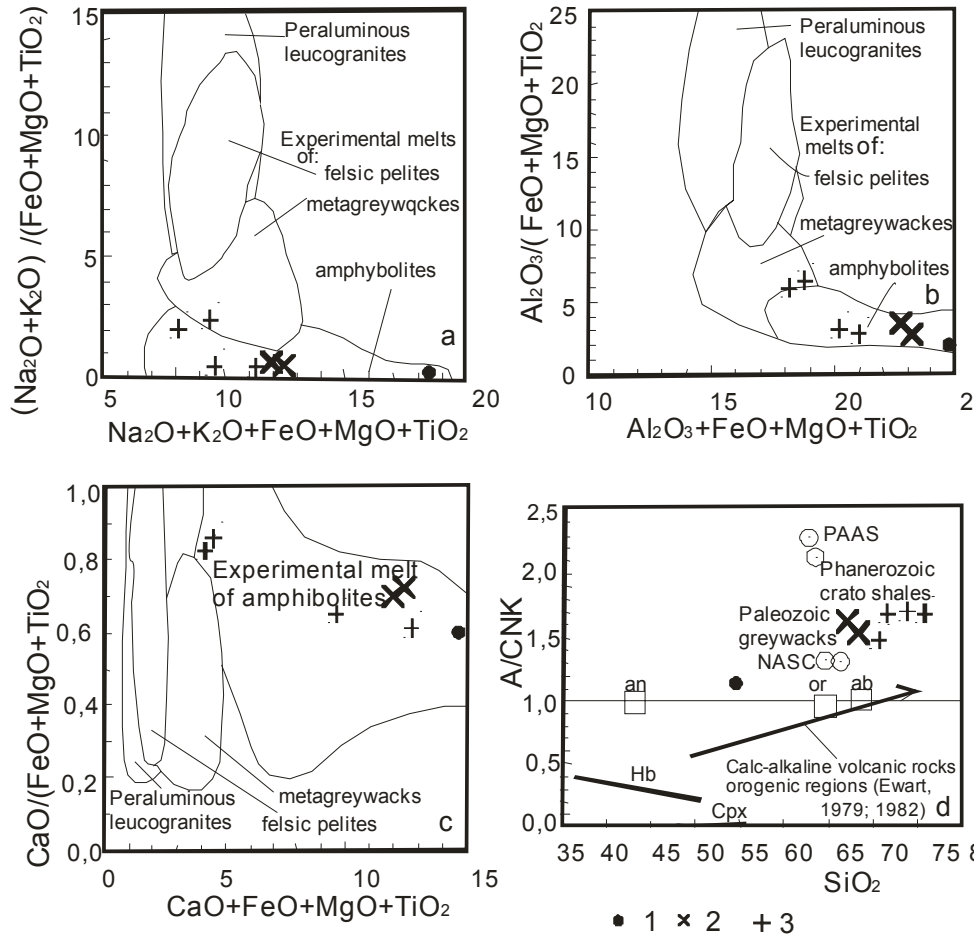 15
10
5
0
5
10
15
20
(Na₂O+K₂O) /(FeO+MgO+TiO₂)
Na₂O+K₂O+FeO+MgO+TiO₂
Peraluminous
leucogranites
Experimental melts
of:
felsic pelites
metagreywqckes
amphybolites
a
25
20
15
10
5
0
10
15
20
2
Al₂O₃/( FeO+MgO+TiO₂
Al₂O₃+FeO+MgO+TiO₂
Peraluminous
leucogranites
Experimental
melts of:
felsic pelites
metagreywackes
amphybolites
b
1,0
0,8
0,6
0,4
0,2
0,0
0
5
10
15
CaO/(FeO+MgO+TiO₂
CaO+FeO+MgO+TiO₂
Experimental melt
of amphibolites
Peraluminous
leucogranites
metagreywacks
felsic pelites
c
2,5
2,0
1,5
1,0
0,5
0,0
35
40
45
50
55
60
65
70
75
8
A/CNK
SiO₂
PAAS
Phanerozoic
crato shales
Paleozoic
greywacks
NASC
an
or
ab
Hb
Cpx
Calc-alkaline volcanic rocks
orogenic regions (Ewart,
1979; 1982)
d
1 2 3